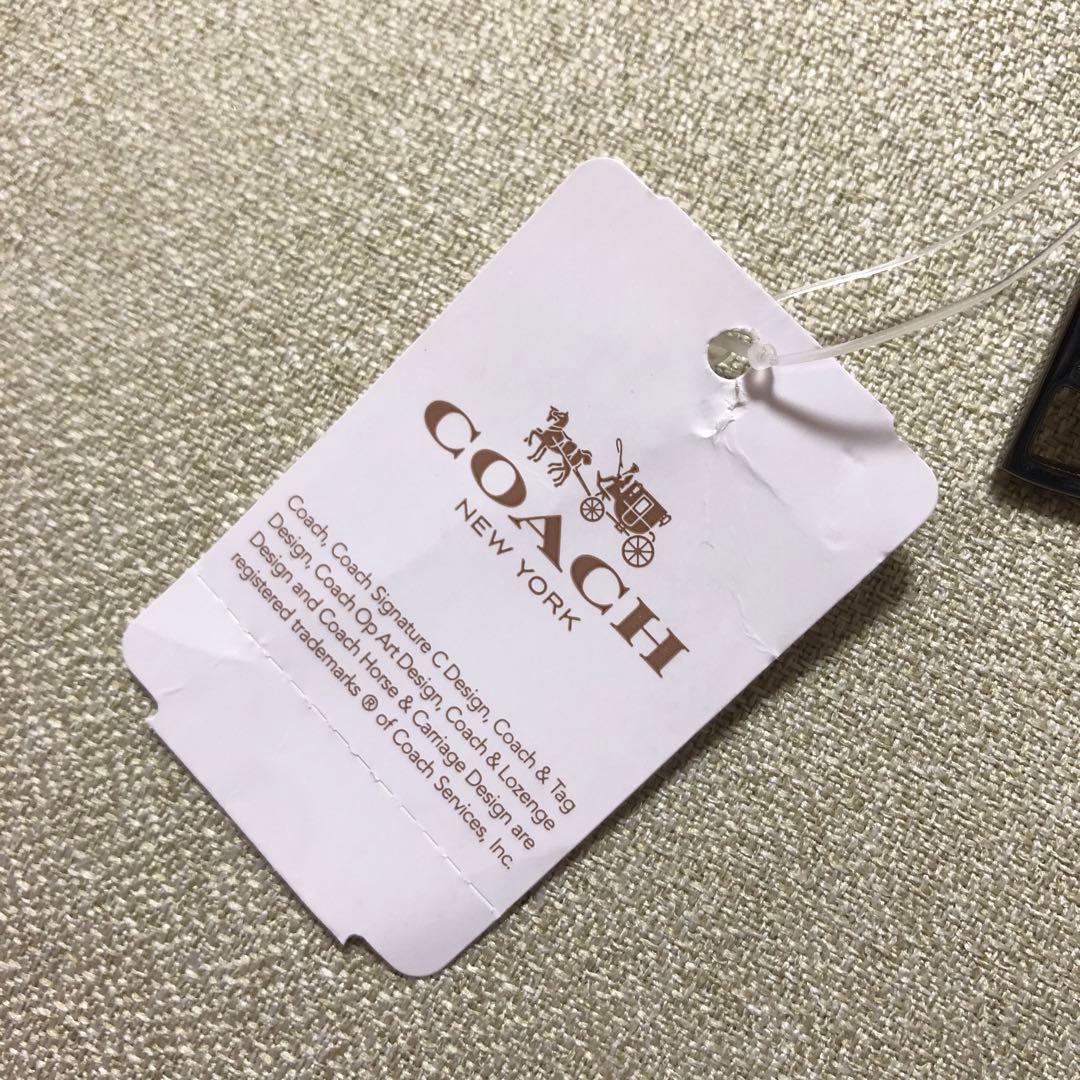 COACH
NEW YORK
Coach, Coach Signature C Design, Coach & Tag
Design, Coach Op Art Design, Coach & Lozenge
Design and Coach Horse & Carriage Design are
registered trademarks ® of Coach Services, Inc.